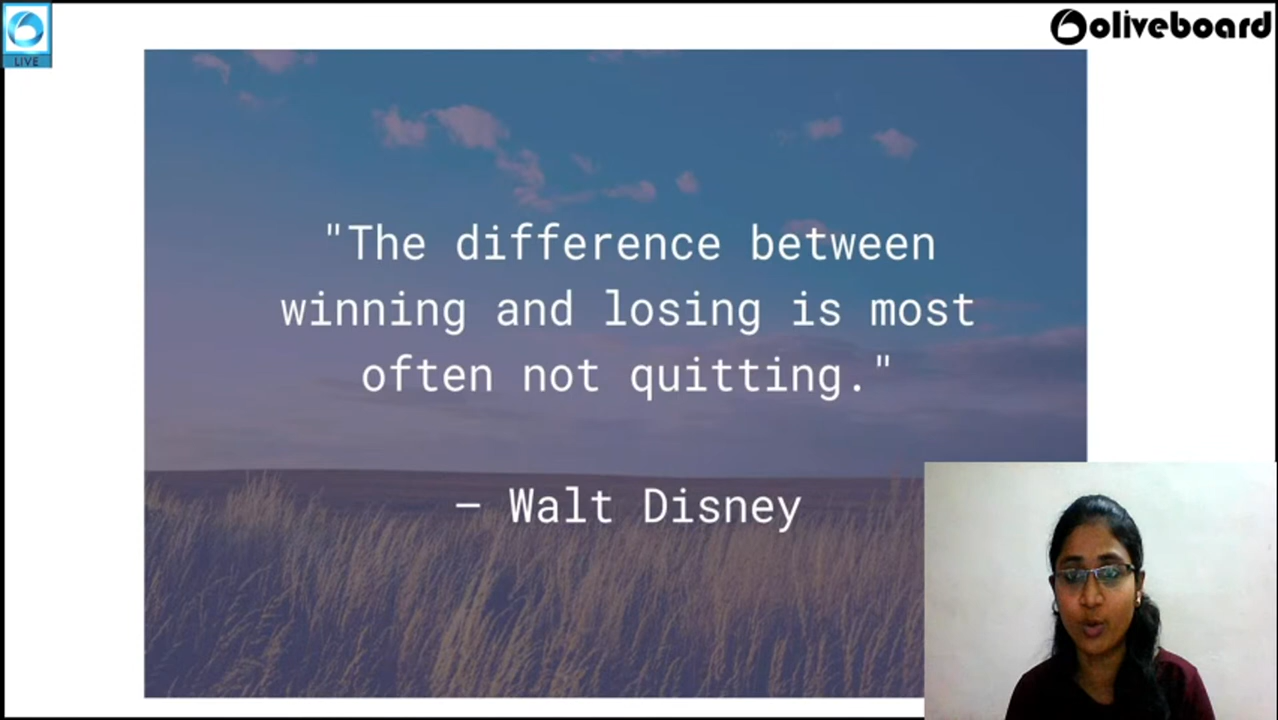 LIVE
oliveboard
"The difference between
winning and losing is most
often not quitting."
– Walt Disney